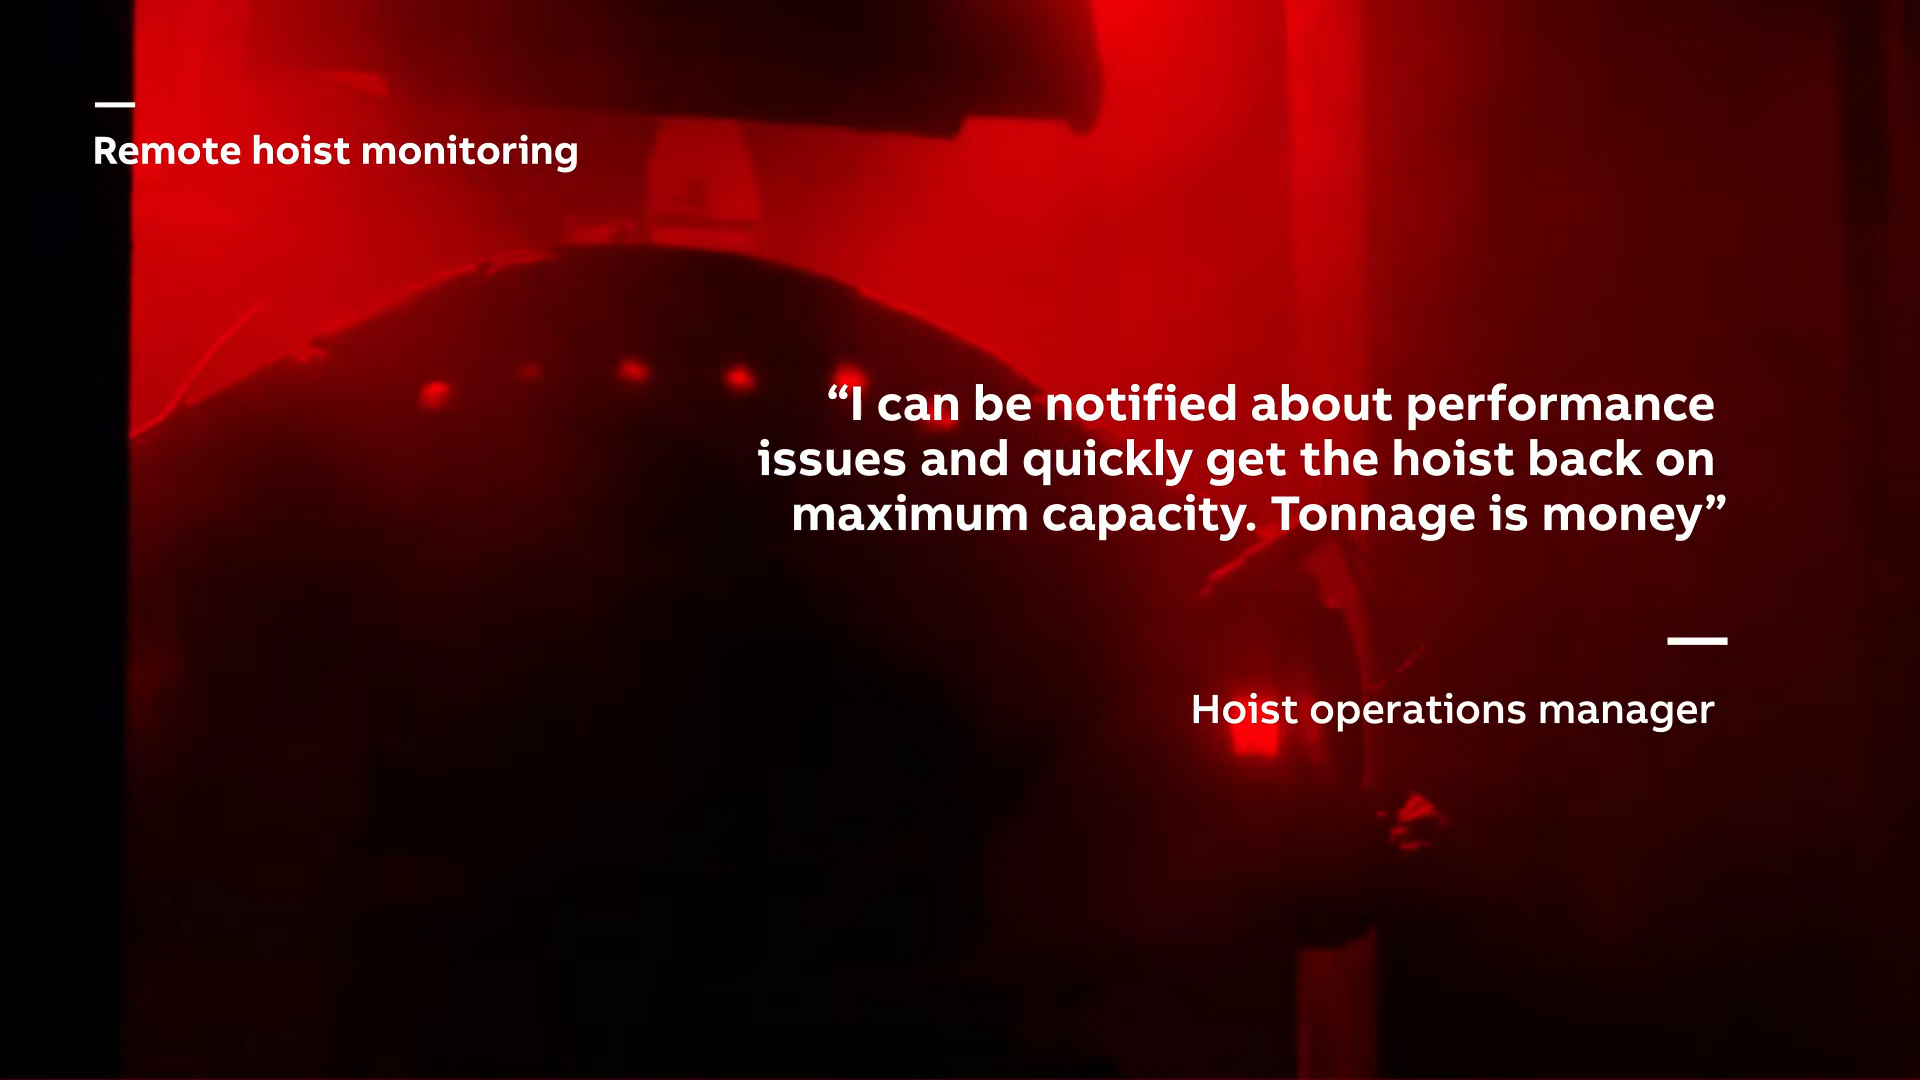 Remote hoist monitoring
“I can be notified about performance
issues and quickly get the hoist back on
maximum capacity. Tonnage is money”
Hoist operations manager